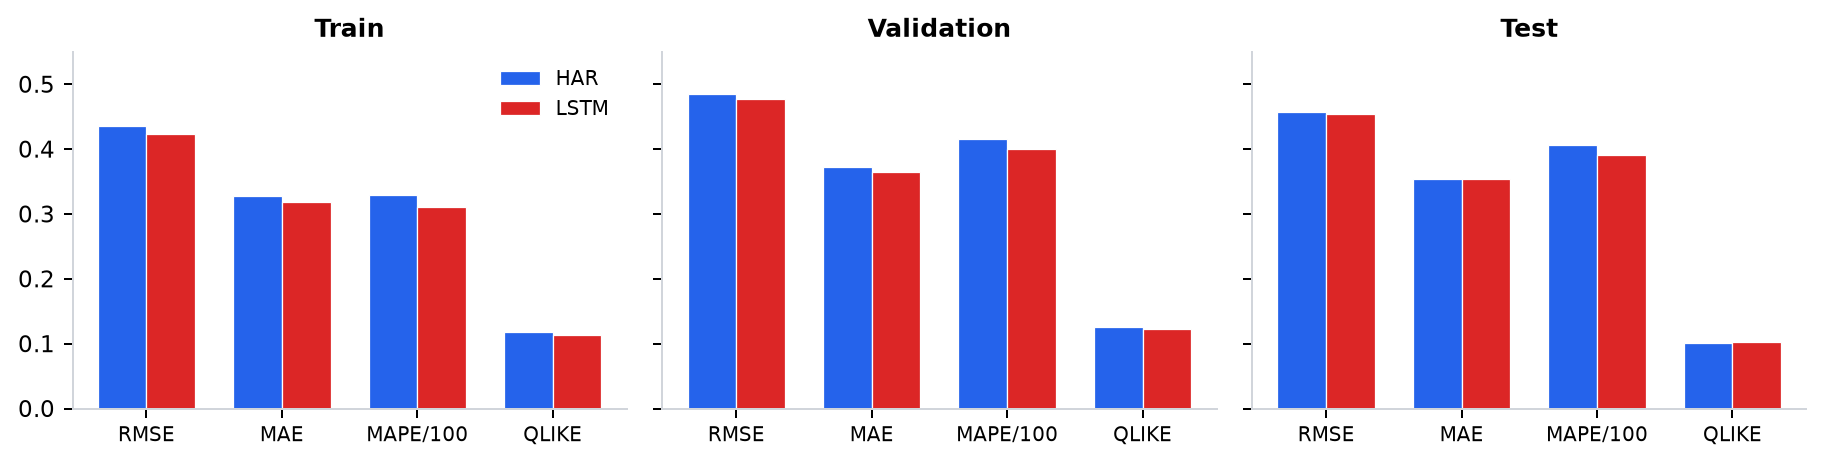 Train
Validation
Test
HAR
LSTM
0.5
0.4
0.3
0.2
0.1
0.0
RMSE MAE MAPE/100 QLIKE
RMSE MAE MAPE/100 QLIKE
RMSE MAE MAPE/100 QLIKE